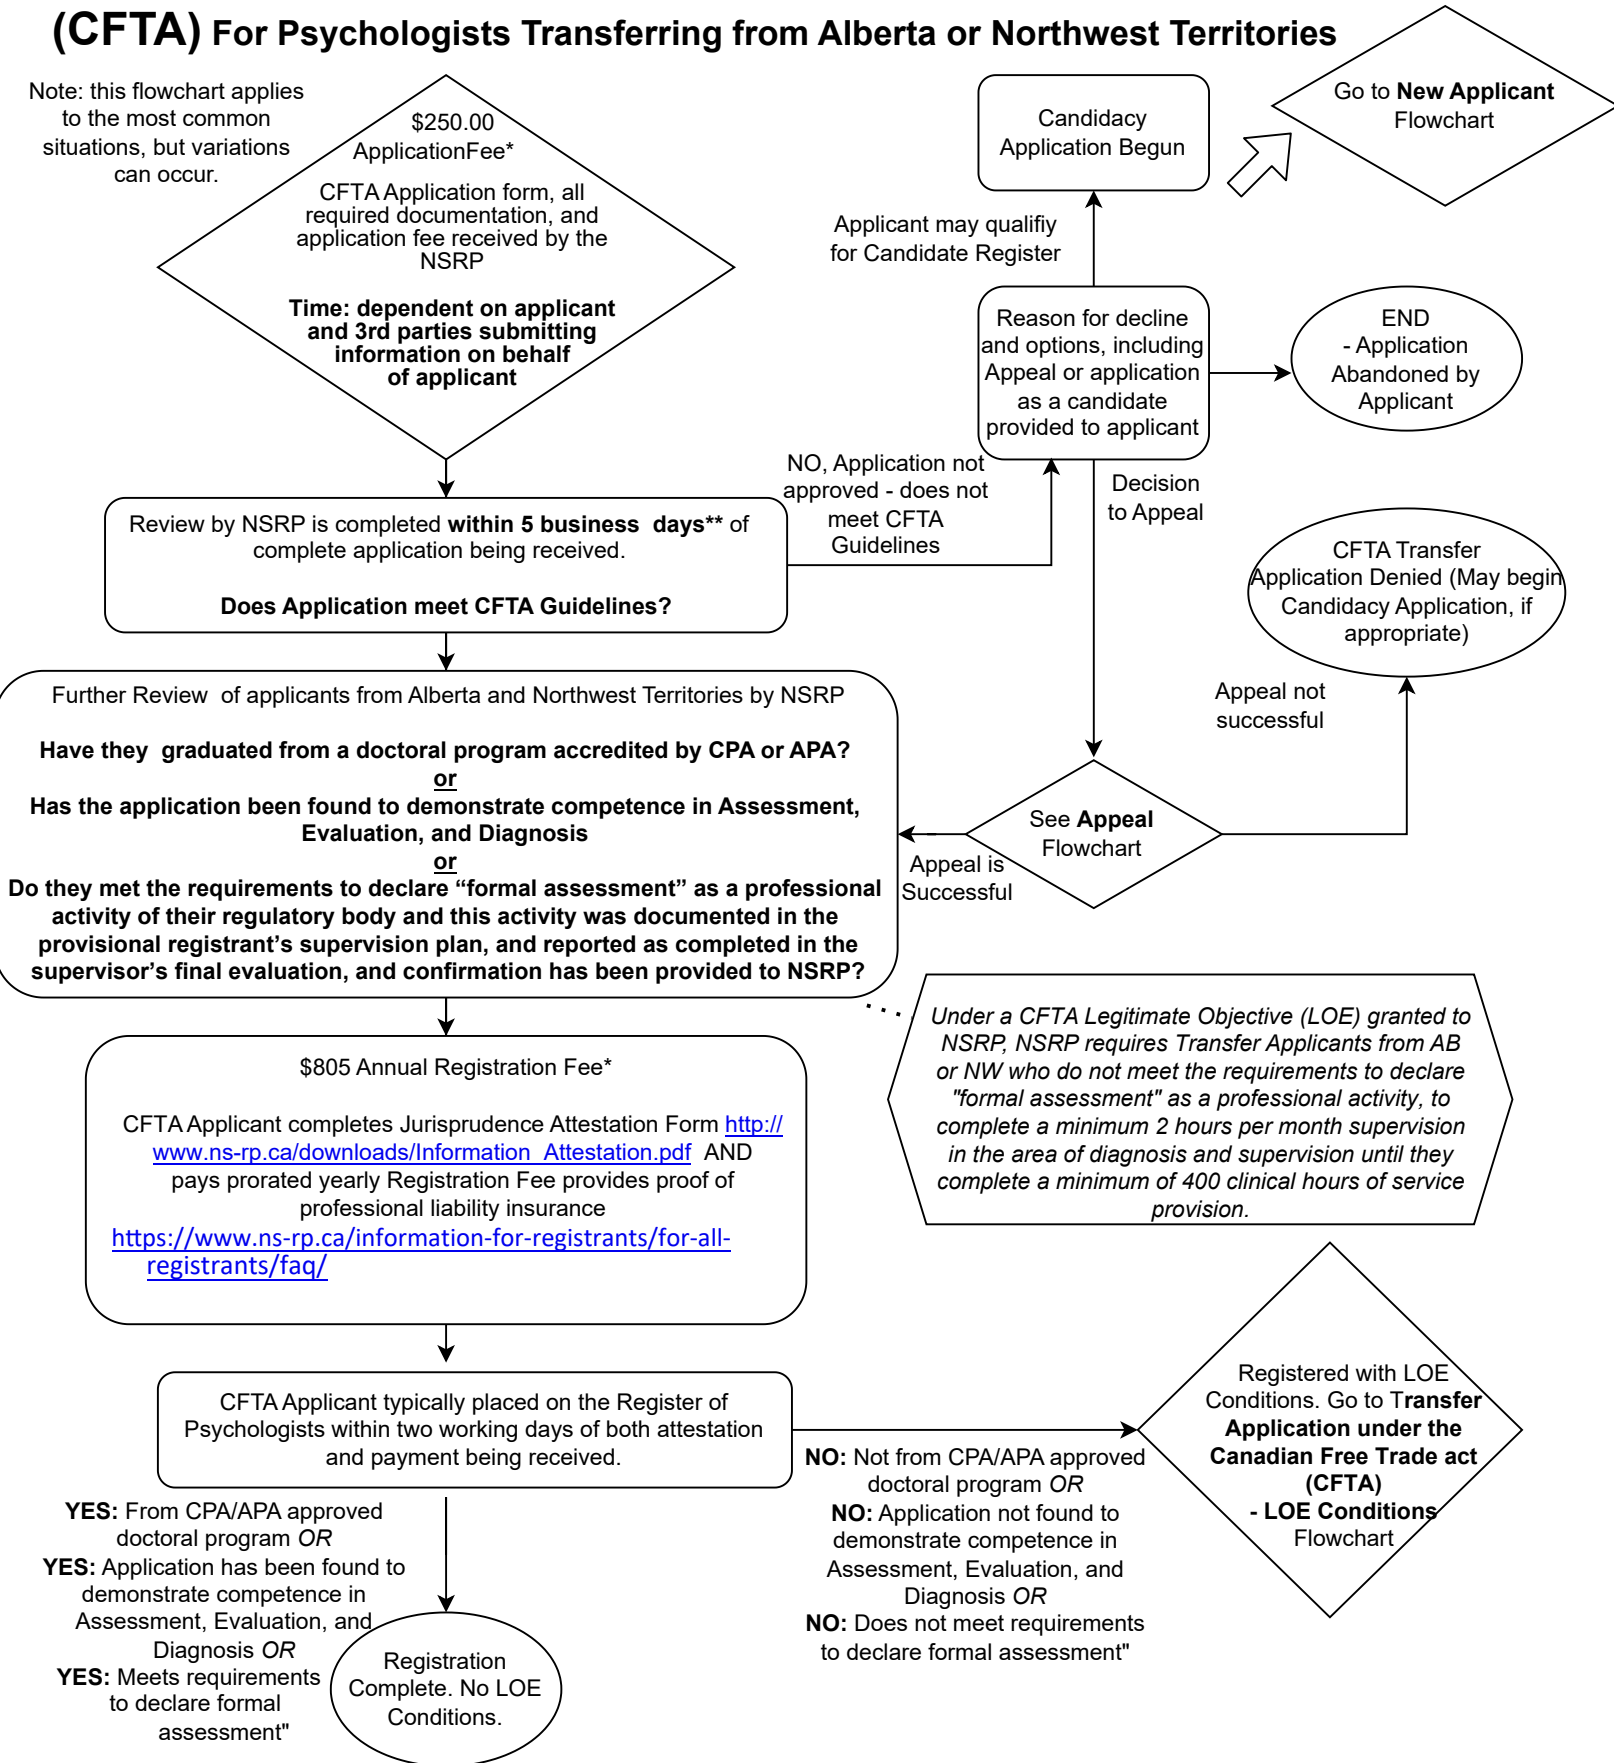 (CFTA) For Psychologists Transferring from Alberta or Northwest Territories
Note: this flowchart applies
to the most common
situations, but variations
can occur.
$250.00
ApplicationFee*
CFTA Application form, all
required documentation, and
application fee received by the
NSRP
Time: dependent on applicant
and 3rd parties submitting
information on behalf
of applicant
Candidacy
Application Begun
Go to New Applicant
Flowchart
Applicant may qualifiy
for Candidate Register
Reason for decline
and options, including
Appeal or application
as a candidate
provided to applicant
END
- Application
Abandoned by
Applicant
NO, Application not
approved - does not
meet CFTA
Guidelines
Decision
to Appeal
Review by NSRP is completed within 5 business  days** of
complete application being received.
Does Application meet CFTA Guidelines?
CFTA Transfer
Application Denied (May begin
Candidacy Application, if
appropriate)
Appeal not
successful
Further Review  of applicants from Alberta and Northwest Territories by NSRP
Have they  graduated from a doctoral program accredited by CPA or APA?
or
Has the application been found to demonstrate competence in Assessment,
Evaluation, and Diagnosis
or
Do they met the requirements to declare “formal assessment” as a professional
activity of their regulatory body and this activity was documented in the
provisional registrant’s supervision plan, and reported as completed in the
supervisor’s final evaluation, and confirmation has been provided to NSRP?
See Appeal
Flowchart
Appeal is
Successful
Under a CFTA Legitimate Objective (LOE) granted to
NSRP, NSRP requires Transfer Applicants from AB
or NW who do not meet the requirements to declare
"formal assessment" as a professional activity, to
complete a minimum 2 hours per month supervision
in the area of diagnosis and supervision until they
complete a minimum of 400 clinical hours of service
provision.
$805 Annual Registration Fee*
CFTA Applicant completes Jurisprudence Attestation Form http://
www.ns-rp.ca/downloads/Information_Attestation.pdf  AND
pays prorated yearly Registration Fee provides proof of
professional liability insurance
https://www.ns-rp.ca/information-for-registrants/for-all-
registrants/faq/
CFTA Applicant typically placed on the Register of
Psychologists within two working days of both attestation
and payment being received.
Registered with LOE
Conditions. Go to Transfer
Application under the
Canadian Free Trade act
(CFTA)
- LOE Conditions
Flowchart
NO: Not from CPA/APA approved
doctoral program OR
NO: Application not found to
demonstrate competence in
Assessment, Evaluation, and
Diagnosis OR
NO: Does not meet requirements
to declare formal assessment"
YES: From CPA/APA approved
doctoral program OR
YES: Application has been found to
demonstrate competence in
Assessment, Evaluation, and
Diagnosis OR
YES: Meets requirements
to declare formal
assessment"
Registration
Complete. No LOE
Conditions.